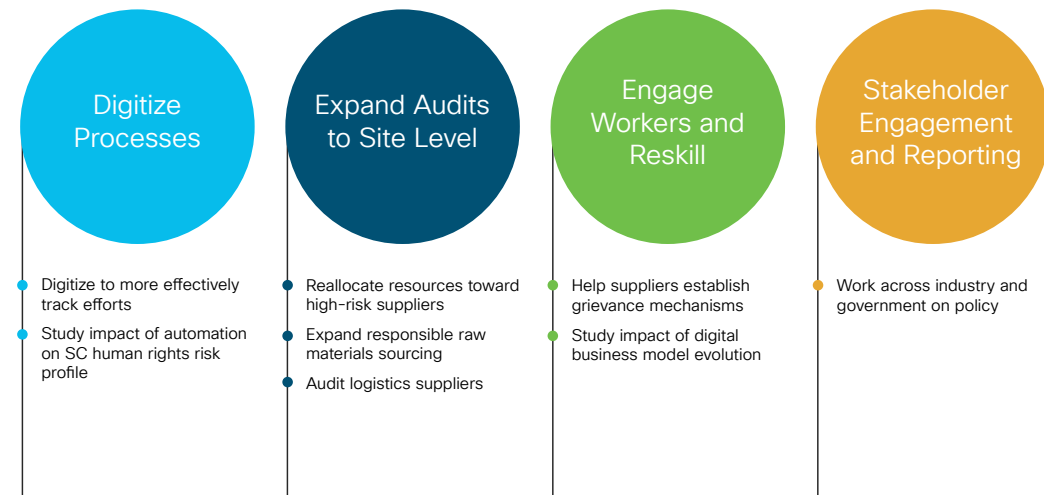 Digitize
Processes
Digitize to more effectively
track efforts
Study impact of automation
on SC human rights risk
profile
Expand Audits
to Site Level
Reallocate resources toward
high-risk suppliers
Expand responsible raw
materials sourcing
Audit logistics suppliers
Engage
Workers and
Reskill
Help suppliers establish
grievance mechanisms
Study impact of digital
business model evolution
Stakeholder
Engagement
and Reporting
Work across industry and
government on policy